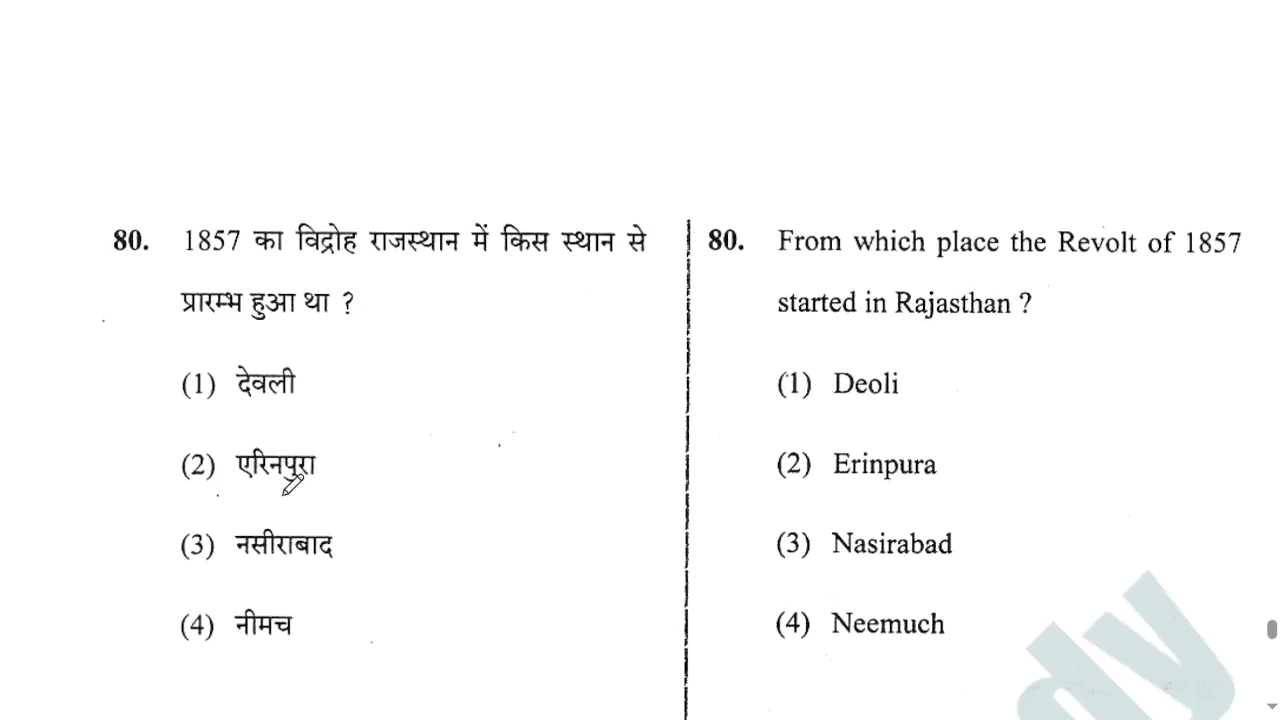 80. 1857 का विद्रोह राजस्थान में किस स्थान से
प्रारम्भ हुआ था ?
(1) देवली
(2) एरिनपुरा
(3) नसीराबाद
(4) नीमच
80. From which place the Revolt of 1857
started in Rajasthan ?
(1) Deoli
(2) Erinpura
(3) Nasirabad
(4) Neemuch
dv